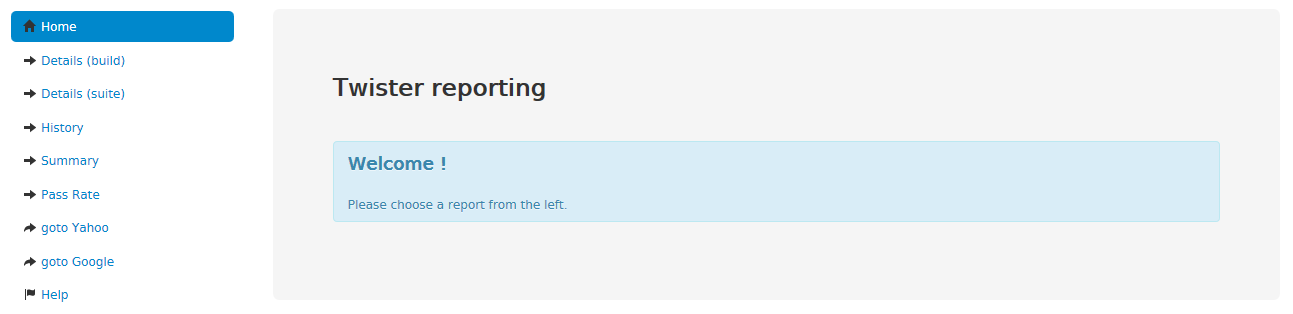 Home
Details (build)
Details (suite)
History
Summary
Pass Rate
goto Yahoo
goto Google
Help
Twister reporting
Welcome !
Please choose a report from the left.